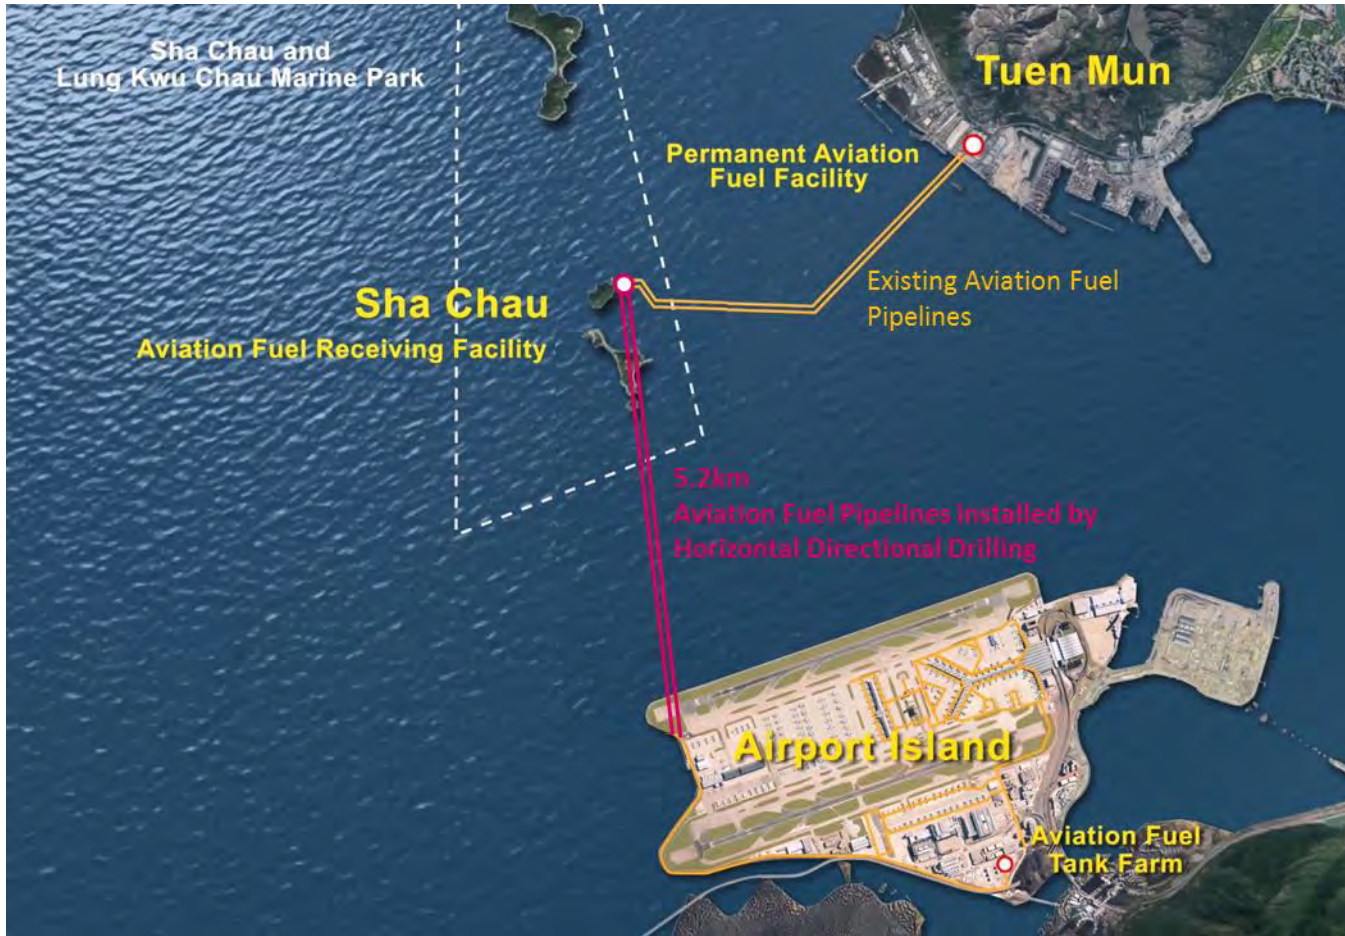 Sha Chau and
Lung Kwu Chau Marine Park
Tuen Mun
Permanent Aviation
Fuel Facility
Existing Aviation Fuel
Pipelines
Sha Chau
Aviation Fuel Receiving Facility
5.2km
Aviation Fuel Pipelines installed by
Horizontal Directional Drilling
Airport Island
Aviation Fuel
Tank Farm